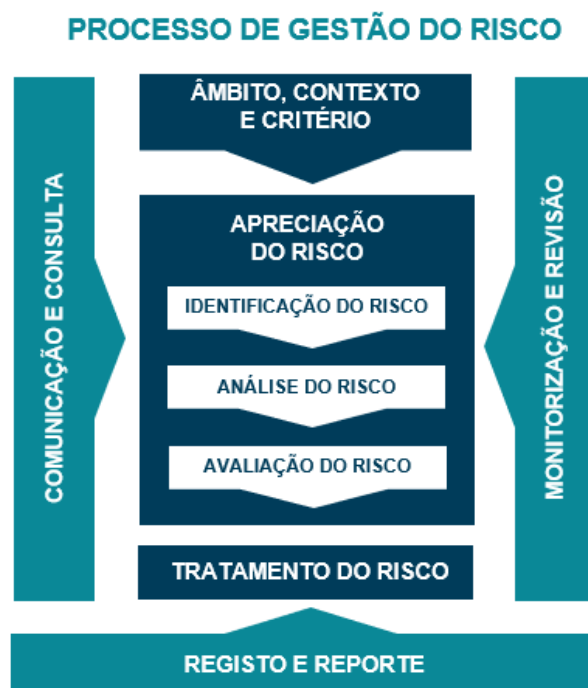 PROCESSO DE GESTÃO DO RISCO
ÂMBITO, CONTEXTO
E CRITÉRIO
COMUNICAÇÃO E CONSULTA
APRECIAÇÃO
DO RISCO
IDENTIFICAÇÃO DO RISCO
ANÁLISE DO RISCO
AVALIAÇÃO DO RISCO
MONITORIZAÇÃO E REVISÃO
TRATAMENTO DO RISCO
REGISTO E REPORTE